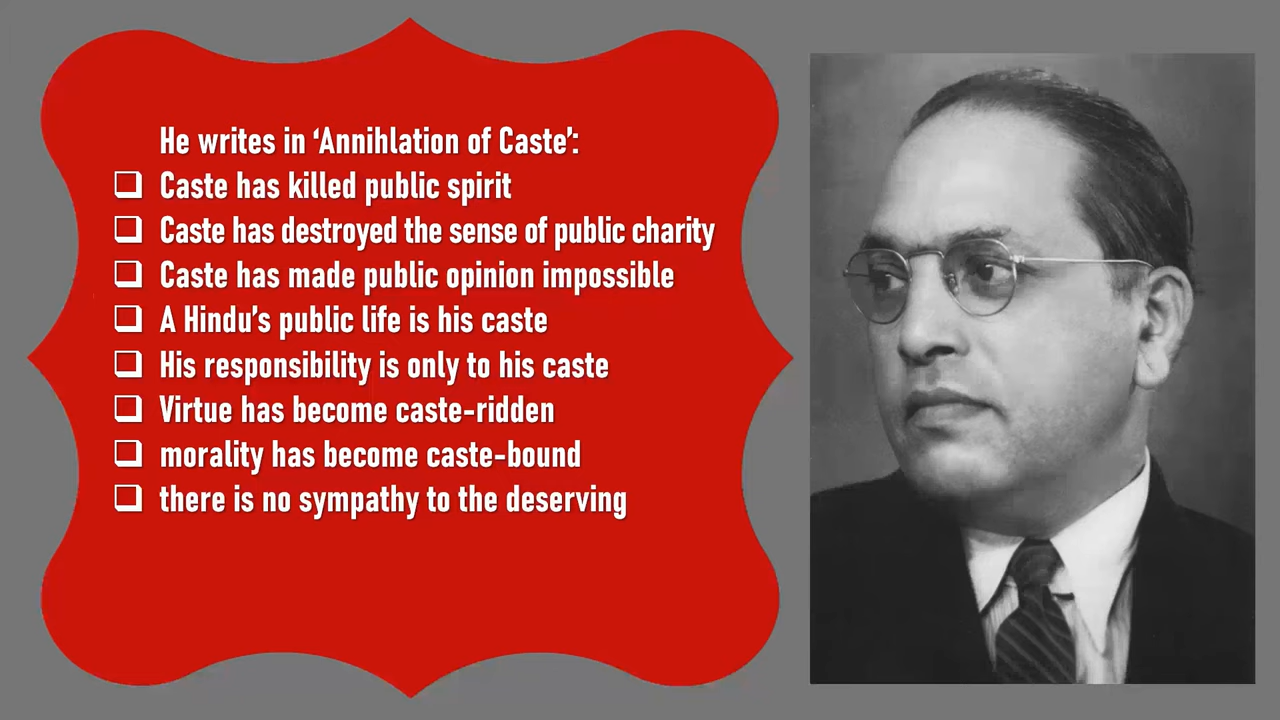 He writes in ‘Annihlation of Caste’:
❑ Caste has killed public spirit
❑ Caste has destroyed the sense of public charity
❑ Caste has made public opinion impossible
❑ A Hindu’s public life is his caste
❑ His responsibility is only to his caste
❑ Virtue has become caste-ridden
❑ morality has become caste-bound
❑ there is no sympathy to the deserving